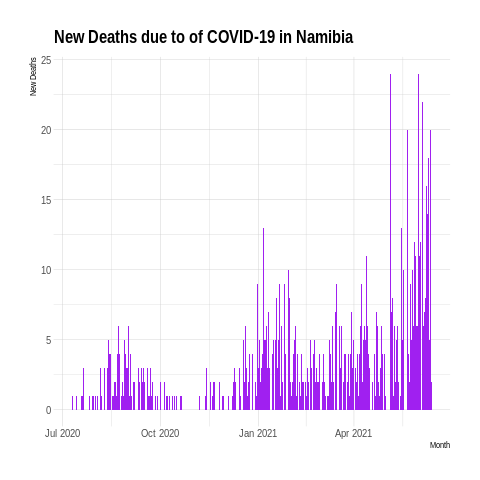 New Deaths due to of COVID-19 in Namibia
New Deaths
25
20
15
10
5
0
Jul 2020
Oct 2020
Jan 2021
Apr 2021
Month